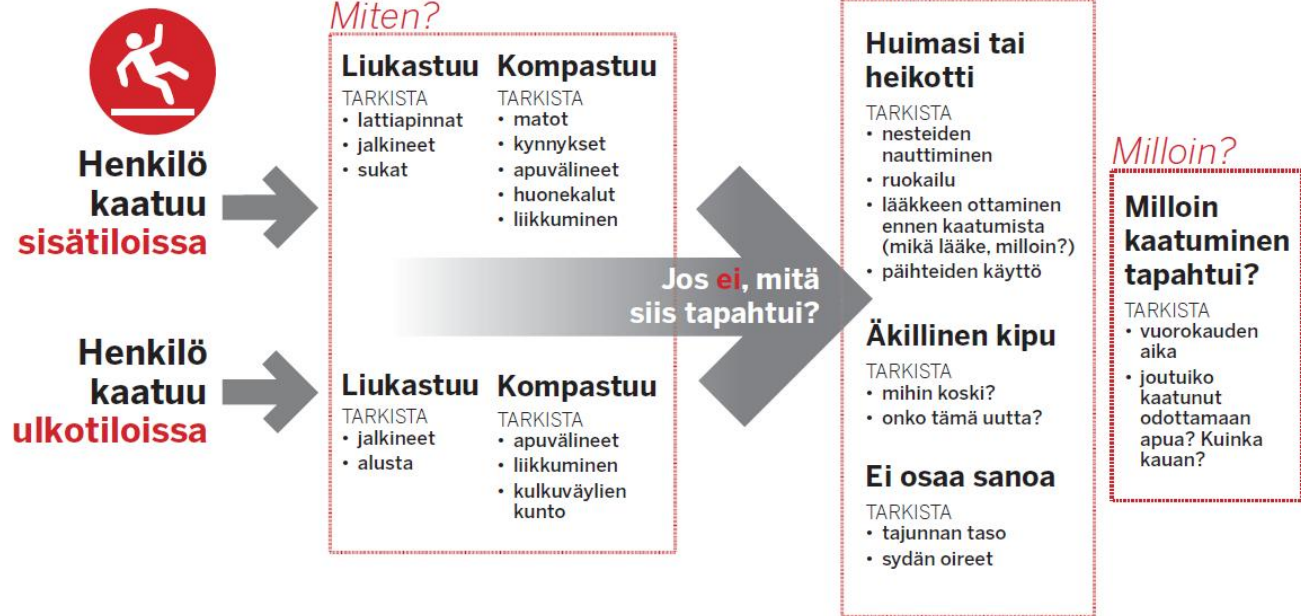 Henkilö
kaatuu
sisätiloissa
Henkilö
kaatuu
ulkotiloissa
Miten?
Liukastuu
TARKISTA
• lattiapinnat
• jalkineet
• sukat
Kompastuu
TARKISTA
• matot
• kynnykset
• apuvälineet
• huonekalut
• liikkuminen
Liukastuu
TARKISTA
• jalkineet
• alusta
Kompastuu
TARKISTA
• apuvälineet
• liikkuminen
• kulkuväylien
kunto
Jos ei, mitä
siis tapahtui?
Huimasi tai
heikotti
TARKISTA
• nesteiden
nauttiminen
• ruokailu
• lääkkeen ottaminen
ennen kaatumista
(mikä lääke, milloin?)
• päihteiden käyttö
Äkillinen kipu
TARKISTA
• mihin koski?
• onko tämä uutta?
Ei osaa sanoa
TARKISTA
• tajunnan taso
• sydän oireet
Milloin?
Milloin
kaatuminen
tapahtui?
TARKISTA
• vuorokauden
aika
• joutuiko
kaatunut
odottamaan
apua? Kuinka
kauan?